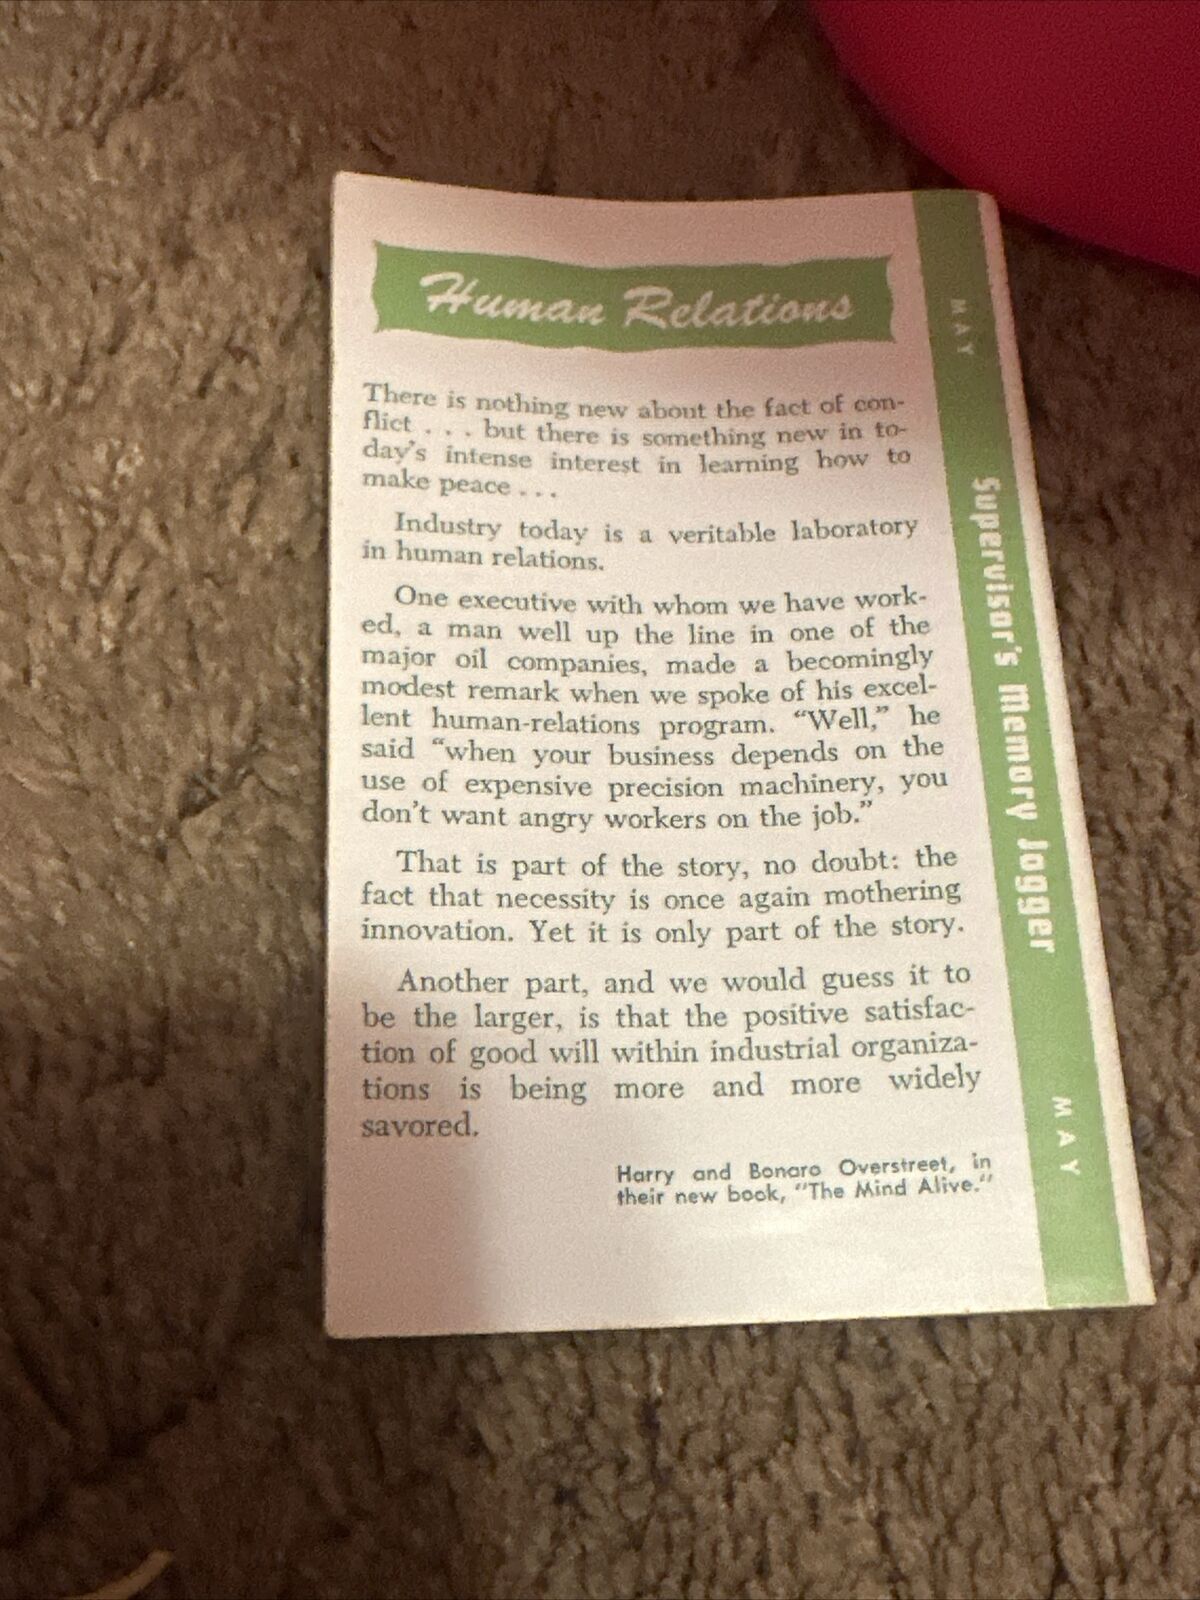 Human Relations
There is nothing new about the fact of con-
flict . . . but there is something new in to-
day's intense interest in learning how to
make peace . . .
Industry today is a veritable laboratory
in human relations.
One executive with whom we have work-
ed, a man well up the line in one of the
major oil companies, made a becomingly
modest remark when we spoke of his excel-
lent human-relations program. “Well,” he
said “when your business depends on the
use of expensive precision machinery, you
don't want angry workers on the job.”
That is part of the story, no doubt: the
fact that necessity is once again mothering
innovation. Yet it is only part of the story.
Another part, and we would guess it to
be the larger, is that the positive satisfac-
tion of good will within industrial organiza-
tions is being more and more widely
savored.
Harry and Bonaro Overstreet, in
their new book, "The Mind Alive."
MAY
Supervisor's Memory Jogger
MAY